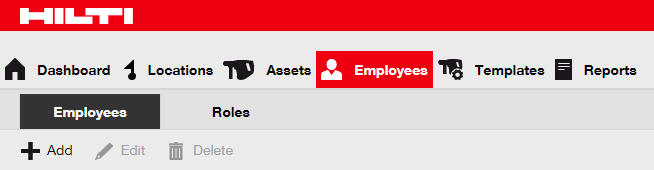 HILTI
Dashboard Locations Assets Employees Templates Reports
Employees Roles
Add Edit Delete